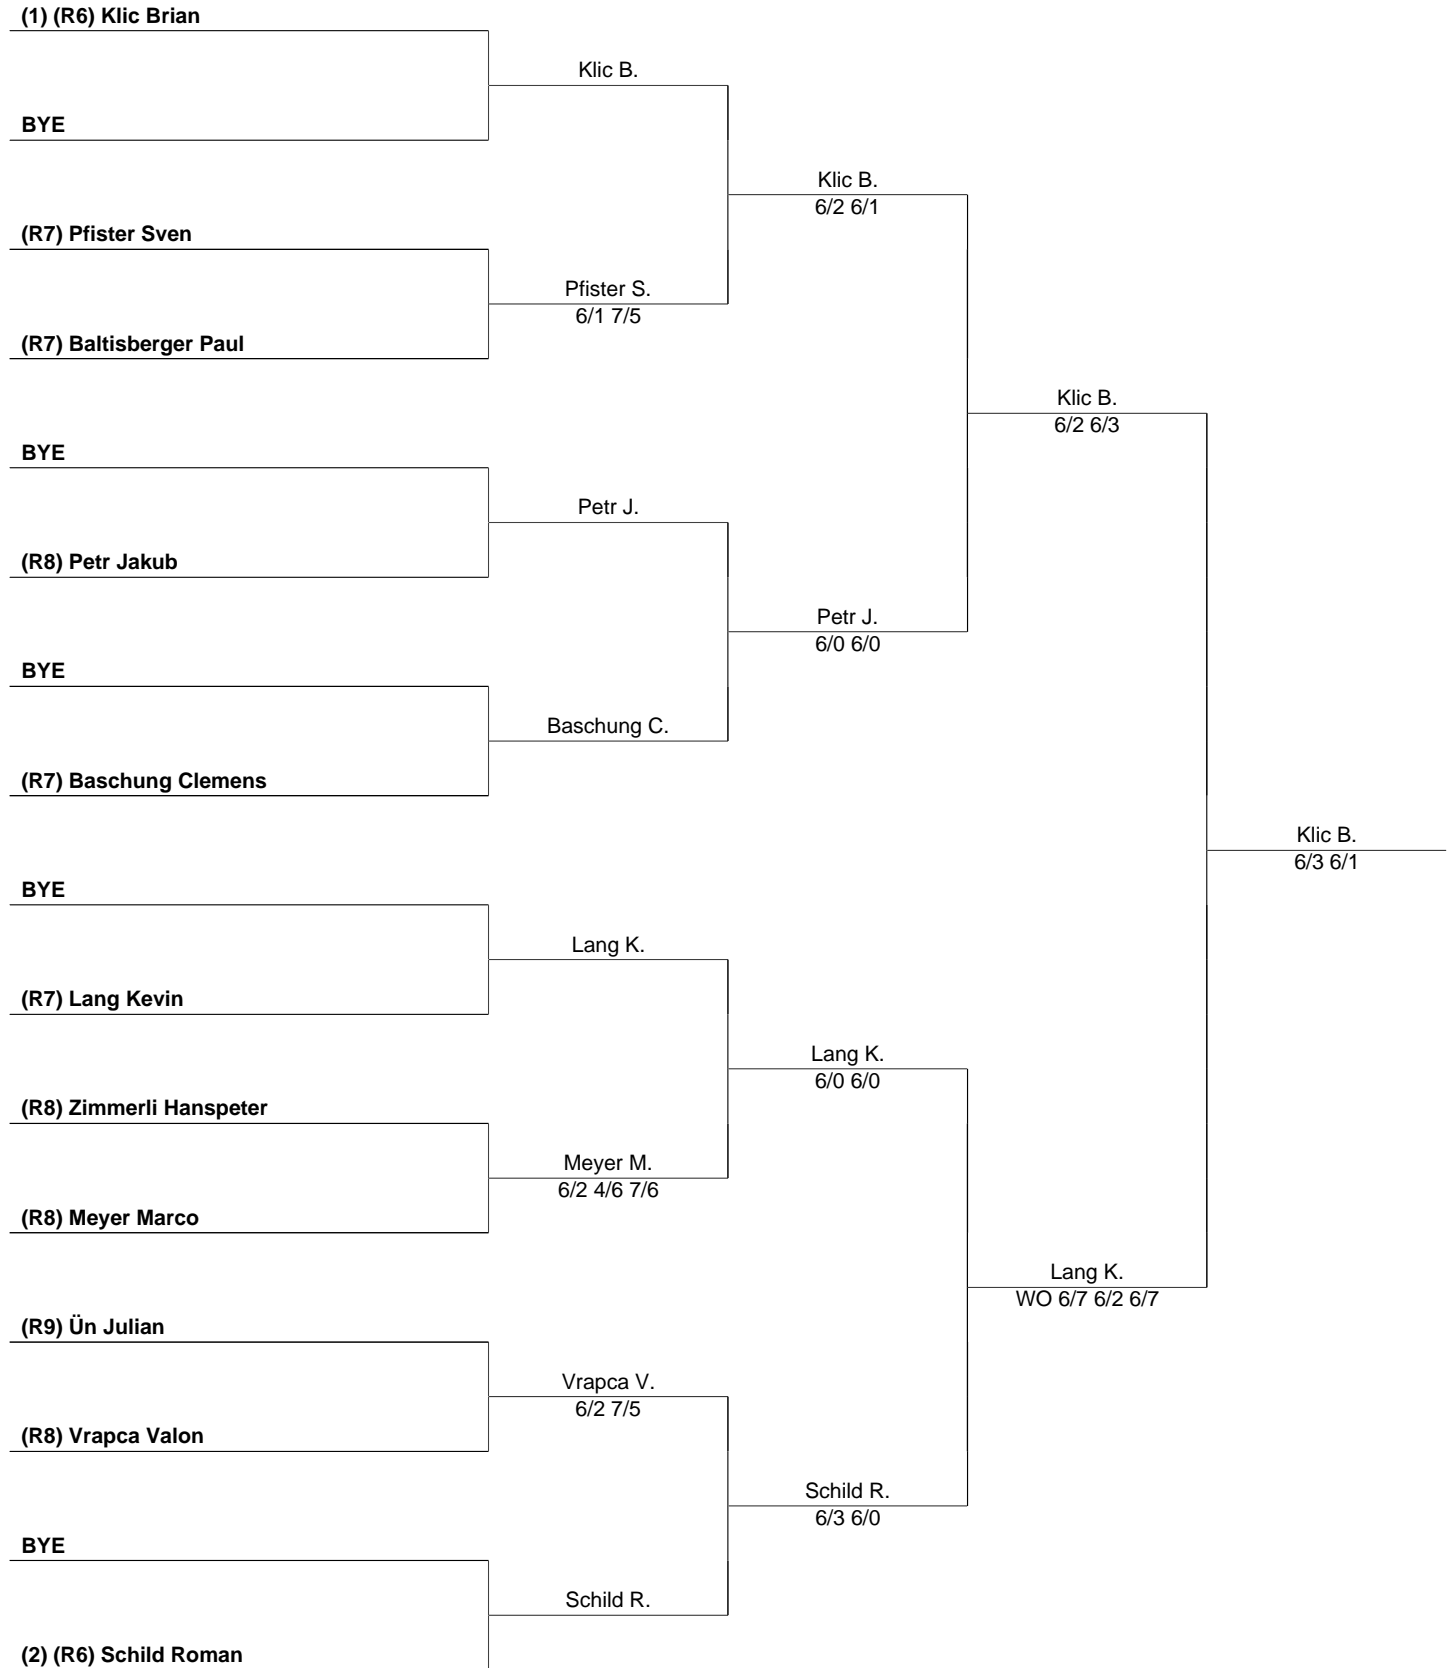 (1) (R6) Klic Brian
Klic B.
BYE
Klic B.
6/2 6/1
(R7) Pfister Sven
Pfister S.
6/1 7/5
(R7) Baltisberger Paul
Klic B.
6/2 6/3
BYE
Petr J.
(R8) Petr Jakub
Petr J.
6/0 6/0
BYE
Baschung C.
(R7) Baschung Clemens
Klic B.
6/3 6/1
BYE
Lang K.
(R7) Lang Kevin
Lang K.
6/0 6/0
(R8) Zimmerli Hanspeter
Meyer M.
6/2 4/6 7/6
(R8) Meyer Marco
Lang K.
WO 6/7 6/2 6/7
(R9) Ün Julian
Vrapca V.
6/2 7/5
(R8) Vrapca Valon
Schild R.
6/3 6/0
BYE
Schild R.
(2) (R6) Schild Roman